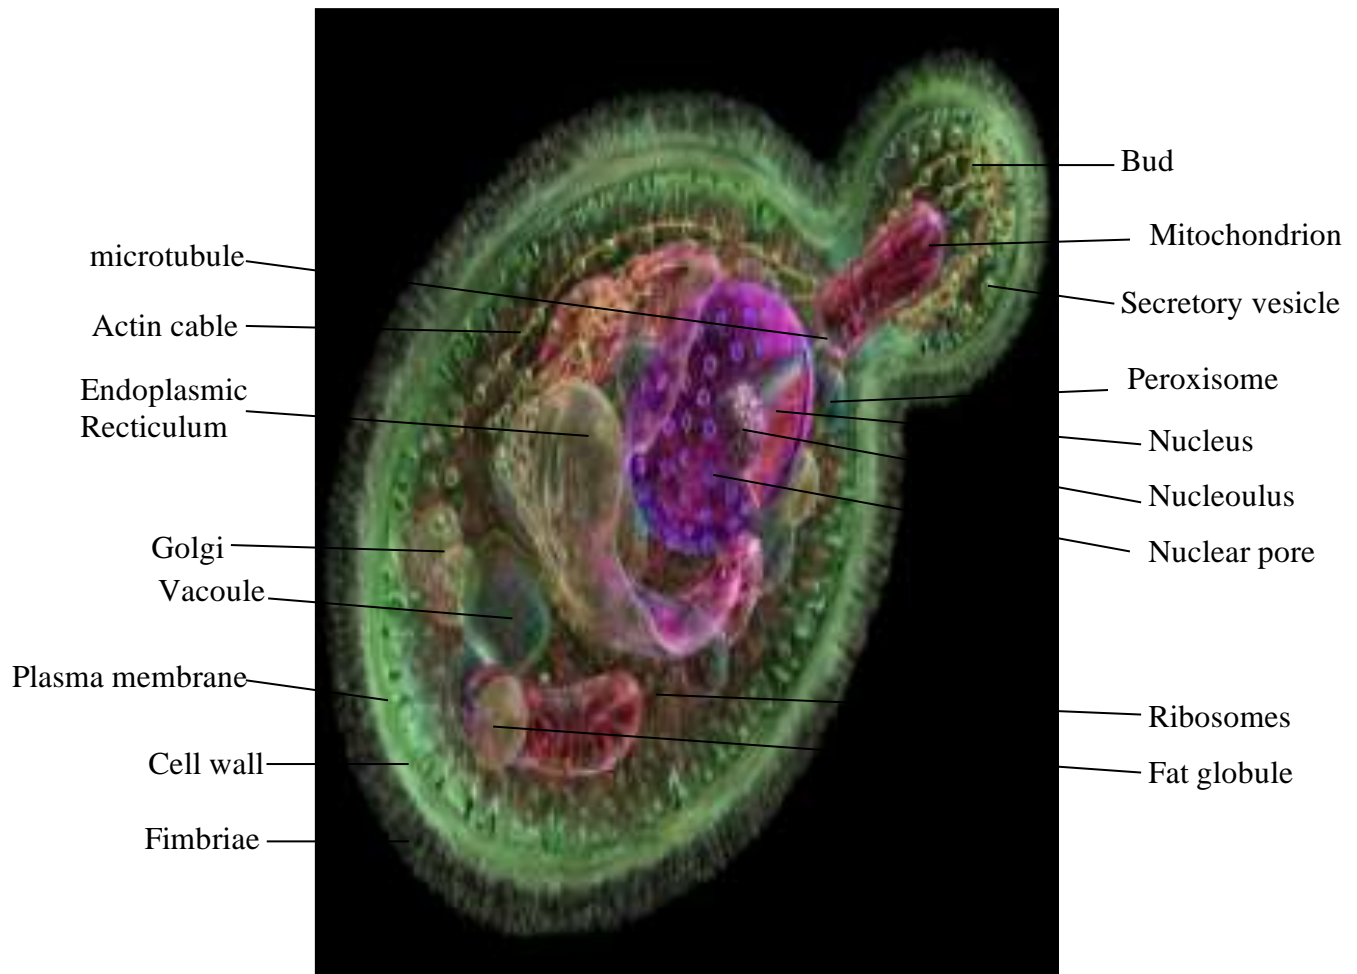 microtubule
Actin cable
Endoplasmic
Recticulum
Golgi
Vacoule
Plasma membrane
Cell wall
Fimbriae
Bud
Mitochondrion
Secretory vesicle
Peroxisome
Nucleus
Nucleoulus
Nuclear pore
Ribosomes
Fat globule